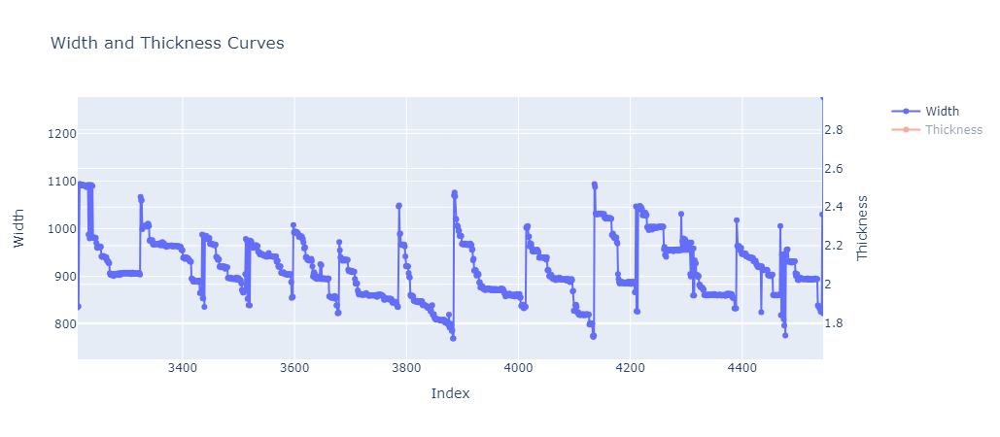 Width and Thickness Curves
Width
Thickness
1200
1100
1000
900
800
2.8
2.6
2.4
2.2
2
1.8
3400
3600
3800
4000
4200
4400
Width
Thickness
Index